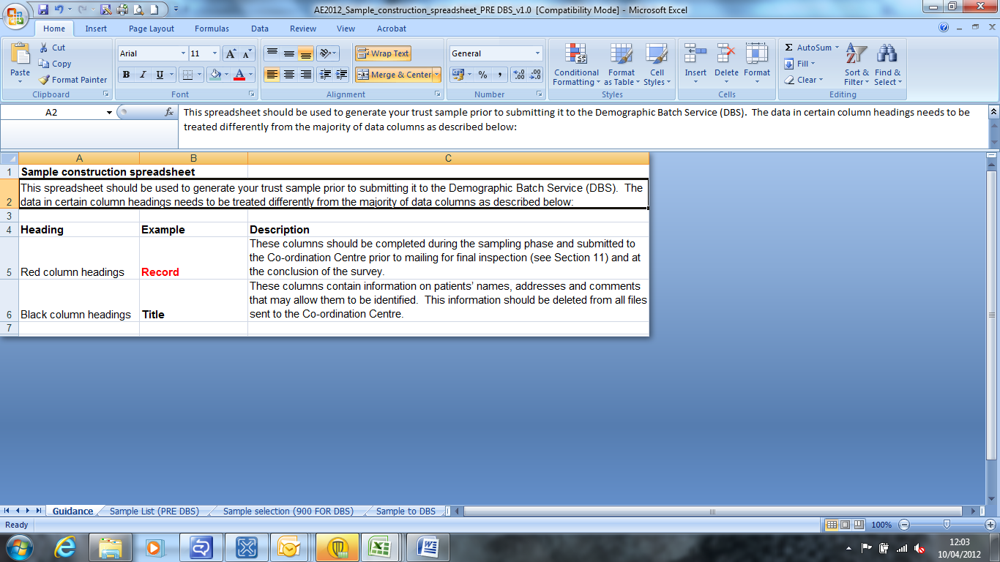 AE2012_Sample_construction_spreadsheet_PRE DBS_v1.0 [Compatibility Mode] - Microsoft Excel
Home Insert Page Layout Formulas Data Review View Acrobat
Paste
Cut
Copy
Format Painter
Clipboard
Arial 11
B I U
Font
Wrap Text
Merge & Center
Alignment
General
% , .00 .0
Number
Conditional Formatting
Format as Table
Cell Styles
Styles
Insert Delete Format
Cells
Σ AutoSum
Fill
Clear
Sort & Filter
Find & Select
Editing
A2
fx
This spreadsheet should be used to generate your trust sample prior to submitting it to the Demographic Batch Service (DBS). The data in certain column headings needs to be
treated differently from the majority of data columns as described below:
A B C
1 Sample construction spreadsheet
This spreadsheet should be used to generate your trust sample prior to submitting it to the Demographic Batch Service (DBS). The
2 data in certain column headings needs to be treated differently from the majority of data columns as described below:
3
4 Heading Example Description
These columns should be completed during the sampling phase and submitted to
the Co-ordination Centre prior to mailing for final inspection (see Section 11) and at
5 Red column headings Record the conclusion of the survey.
These columns contain information on patients' names, addresses and comments
that may allow them to be identified. This information should be deleted from all files
6 Black column headings Title sent to the Co-ordination Centre.
7
Guidance Sample List (PRE DBS) Sample selection (900 FOR DBS) Sample to DBS
Ready
100%
12:03
10/04/2012